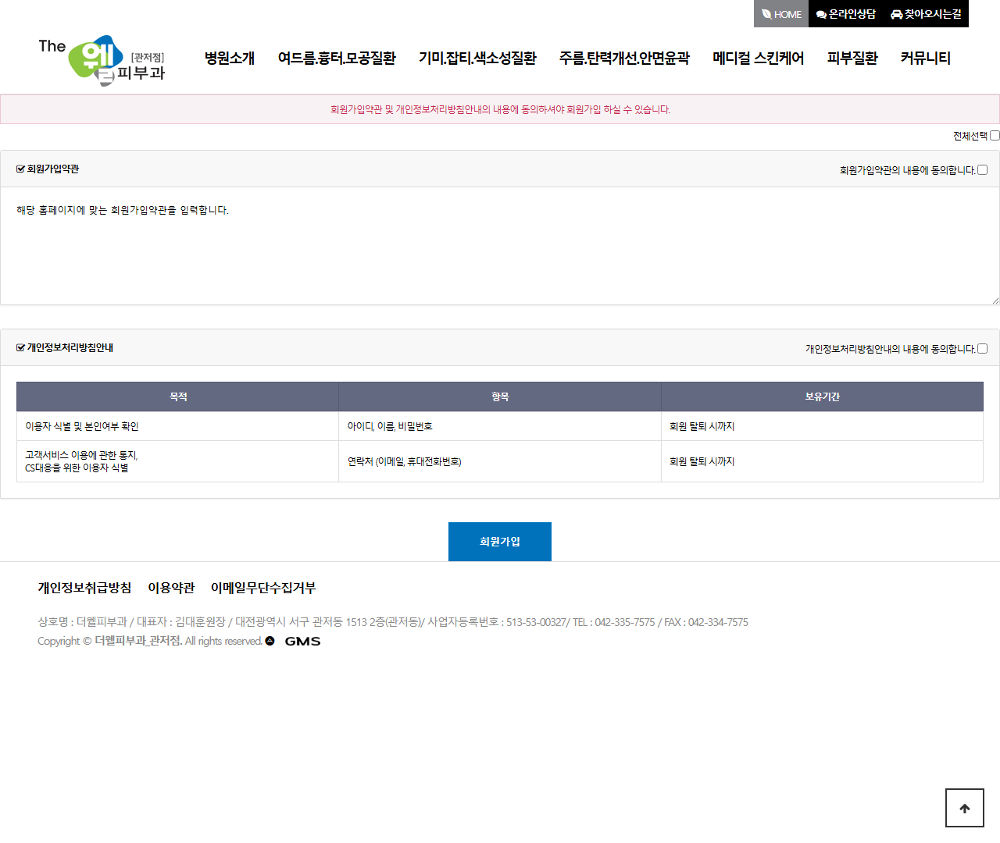 HOME 온라인상담 찾아오시는길
The 웰피부과 [관저점]
병원소개 여드름.흉터.모공질환 기미.잡티.색소성질환 주름.탄력개선.안면윤곽 메디컬 스킨케어 피부질환 커뮤니티
회원가입약관 및 개인정보처리방침안내의 내용에 동의하셔야 회원가입 하실 수 있습니다.
전체선택
회원가입약관 회원가입약관의 내용에 동의합니다.
해당 홈페이지에 맞는 회원가입약관을 입력합니다.
개인정보처리방침안내 개인정보처리방침안내의 내용에 동의합니다.
목적 항목 보유기간
이용자 식별 및 본인여부 확인 아이디, 이름, 비밀번호 회원 탈퇴 시까지
고객서비스 이용에 관한 통지,
CS대응을 위한 이용자 식별 연락처 (이메일, 휴대전화번호) 회원 탈퇴 시까지
회원가입
개인정보취급방침 이용약관 이메일무단수집거부
상호명 : 더웰피부과 / 대표자 : 김대훈원장 / 대전광역시 서구 관저동 1513 2층(관저동)/ 사업자등록번호 : 513-53-00327/ TEL : 042-335-7575 / FAX : 042-334-7575
Copyright © 더웰피부과_관저점. All rights reserved. GMS